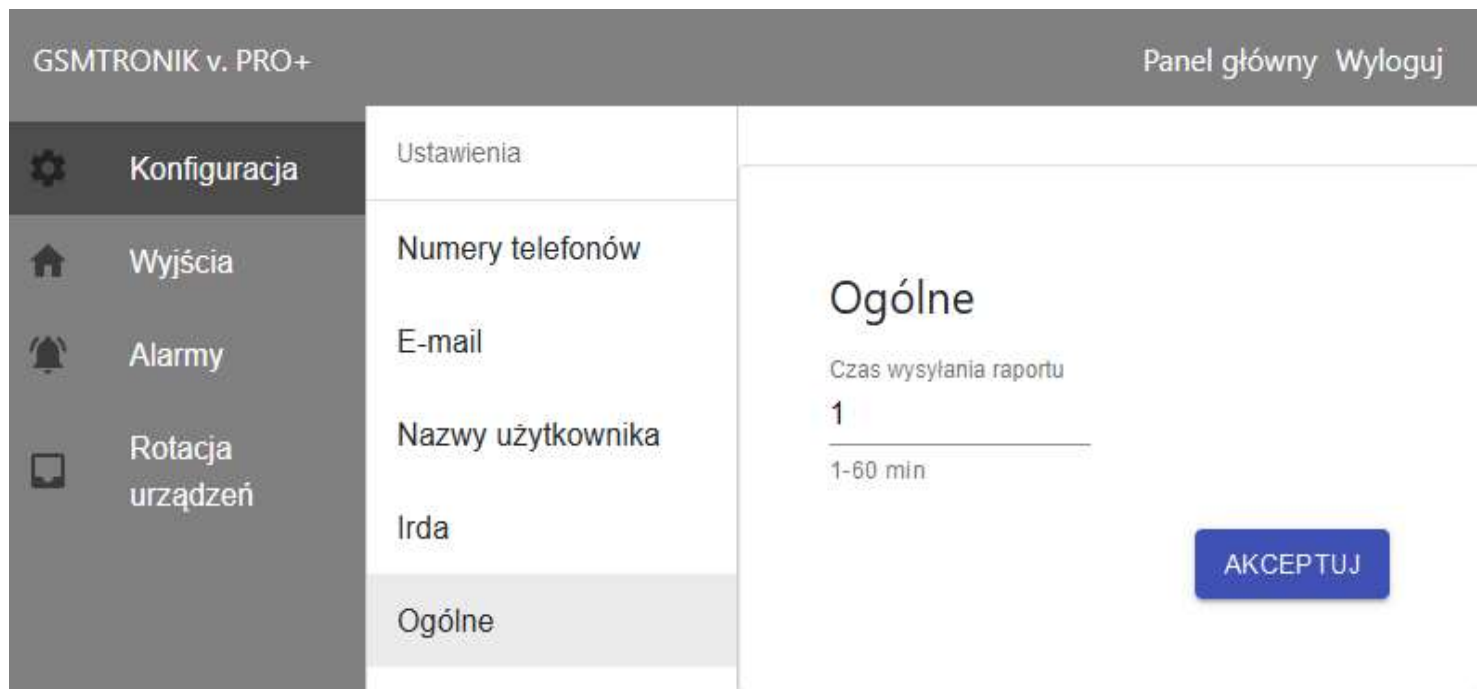 GSMTRONIK v. PRO+
Panel główny Wyloguj
Konfiguracja
Wyjścia
Alarmy
Rotacja
urządzeń
Ustawienia
Numery telefonów
E-mail
Nazwy użytkownika
Irda
Ogólne
Ogólne
Czas wysyłania raportu
1
1-60 min
AKCEPTUJ